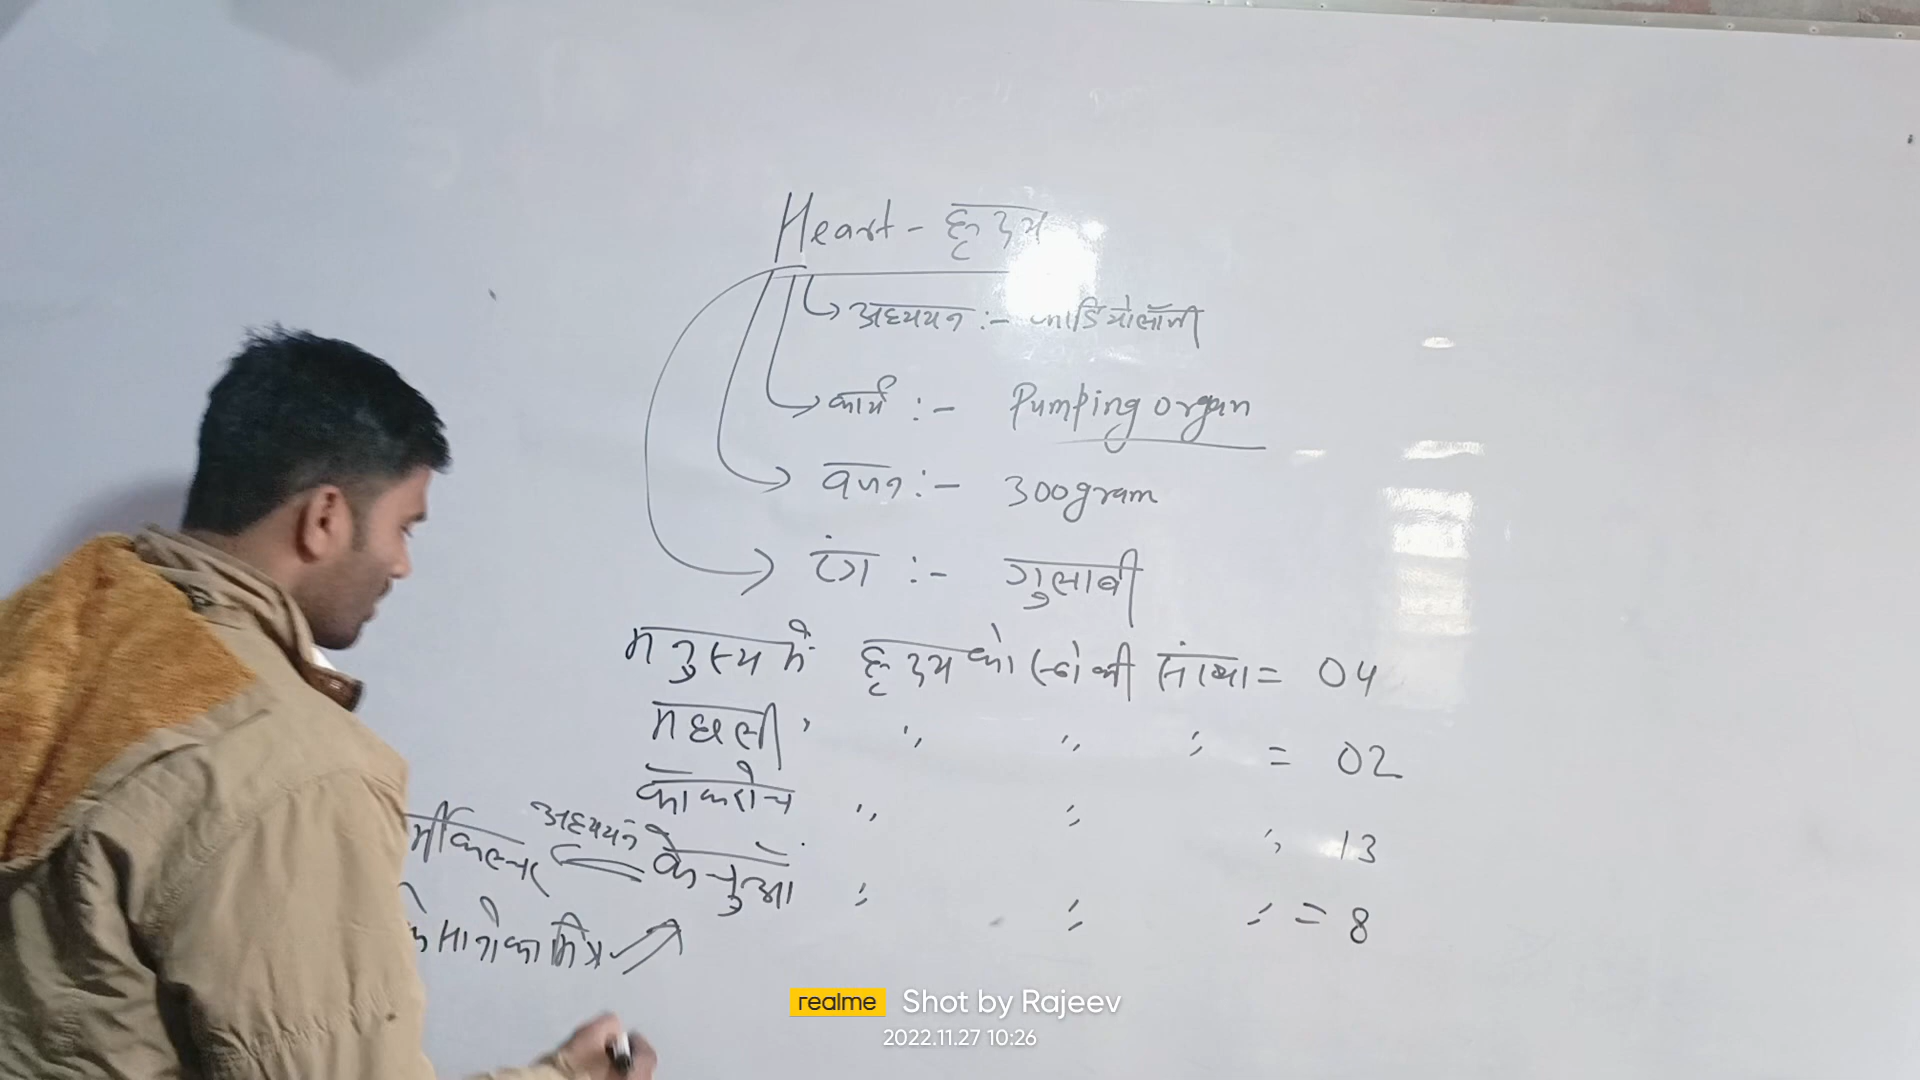 Heart - हृदय
अध्ययन :- कार्डियोलॉजी
कार्य :- Pumping organ
वजन :- 300gram
रंग :- गुलाबी
मनुस्य में हृदय कोस्ठो की संख्या = 04
मछली ,, ,, ,, ,, = 02
कॉकरोच ,, ,, ,, 13
अध्ययन
केचुआ ,, ,, ,, = 8
का मित्र
realme Shot by Rajeev
2022.11.27 10:26